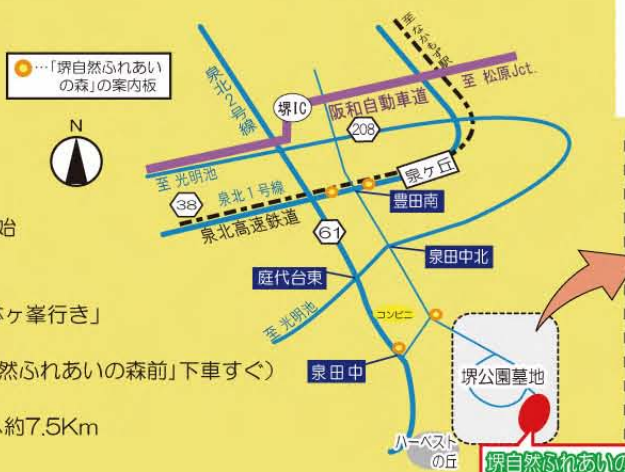 …「堺自然ふれあい
の森」の案内板
N
泉北2号線
堺IC
阪和自動車道
至 なかもず駅
至 松原Jct.
208
至 光明池
38
泉北1号線
泉北高速鉄道
泉ヶ丘
豊田南
61
泉田中北
庭代台東
至 光明池
コンビニ
泉田中
堺公園墓地
ハーベスト
の丘
堺自然ふれあいの
始
ヶ峯行き」
然ふれあいの森前」下車すぐ)
約7.5Km